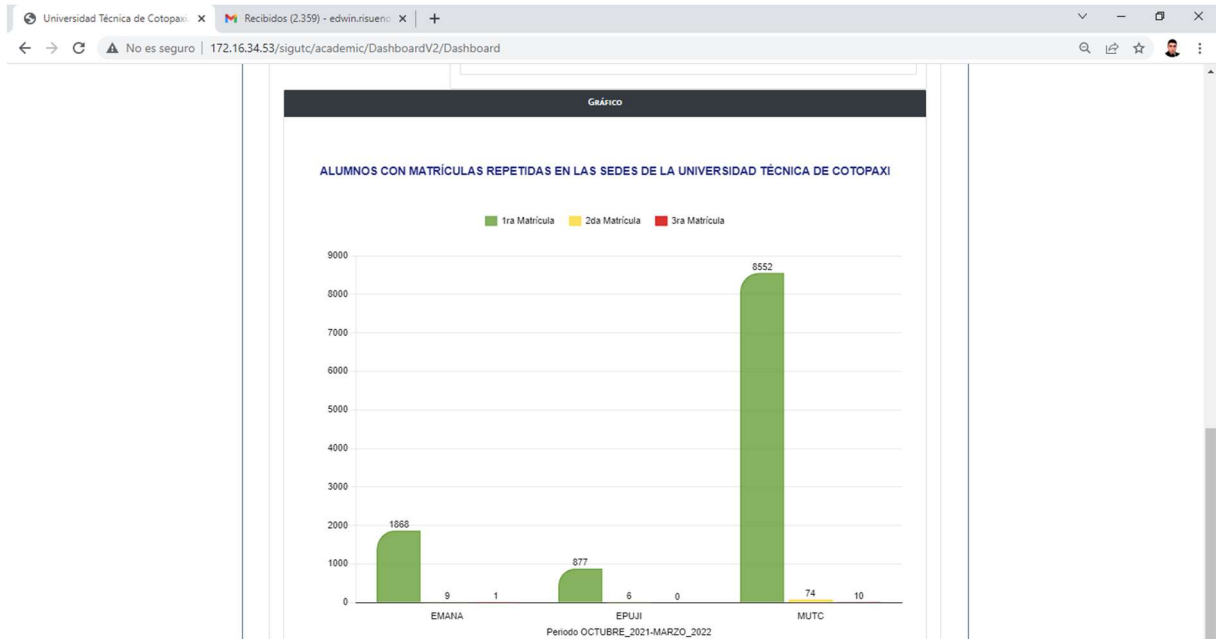 Universidad Técnica de Cotopaxi
Recibidos (2.359) - edwin.risueno
No es seguro 172.16.34.53/sigutc/academic/DashboardV2/Dashboard
GRÁFICO
ALUMNOS CON MATRÍCULAS REPETIDAS EN LAS SEDES DE LA UNIVERSIDAD TÉCNICA DE COTOPAXI
1ra Matrícula 2da Matrícula 3ra Matrícula
9000
8552
8000
7000
6000
5000
4000
3000
2000
1868
1000
877
0
9 1 6 0 74 10
EMANA EPUJI MUTC
Periodo OCTUBRE_2021-MARZO_2022